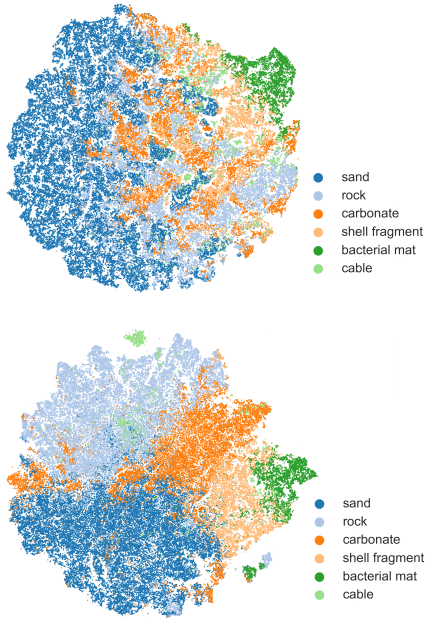 sand
rock
carbonate
shell fragment
bacterial mat
cable
sand
rock
carbonate
shell fragment
bacterial mat
cable